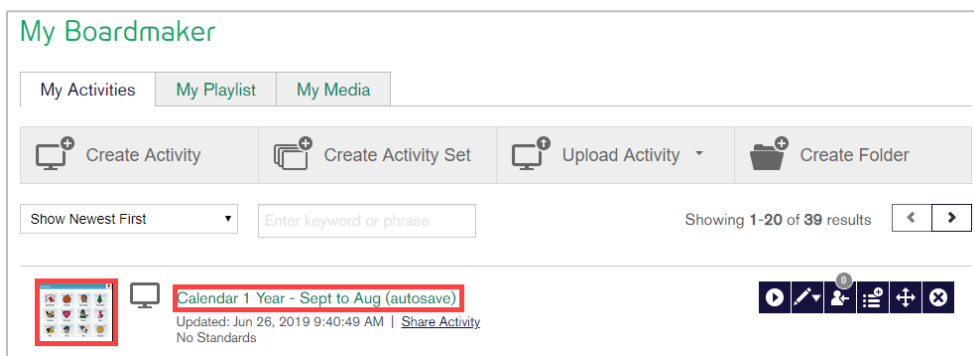 My Boardmaker
My Activities My Playlist My Media
Create Activity Create Activity Set Upload Activity Create Folder
Show Newest First Enter keyword or phrase Showing 1-20 of 39 results < >
0
Calendar 1 Year - Sept to Aug (autosave)
Updated: Jun 26, 2019 9:40:49 AM | Share Activity
No Standards